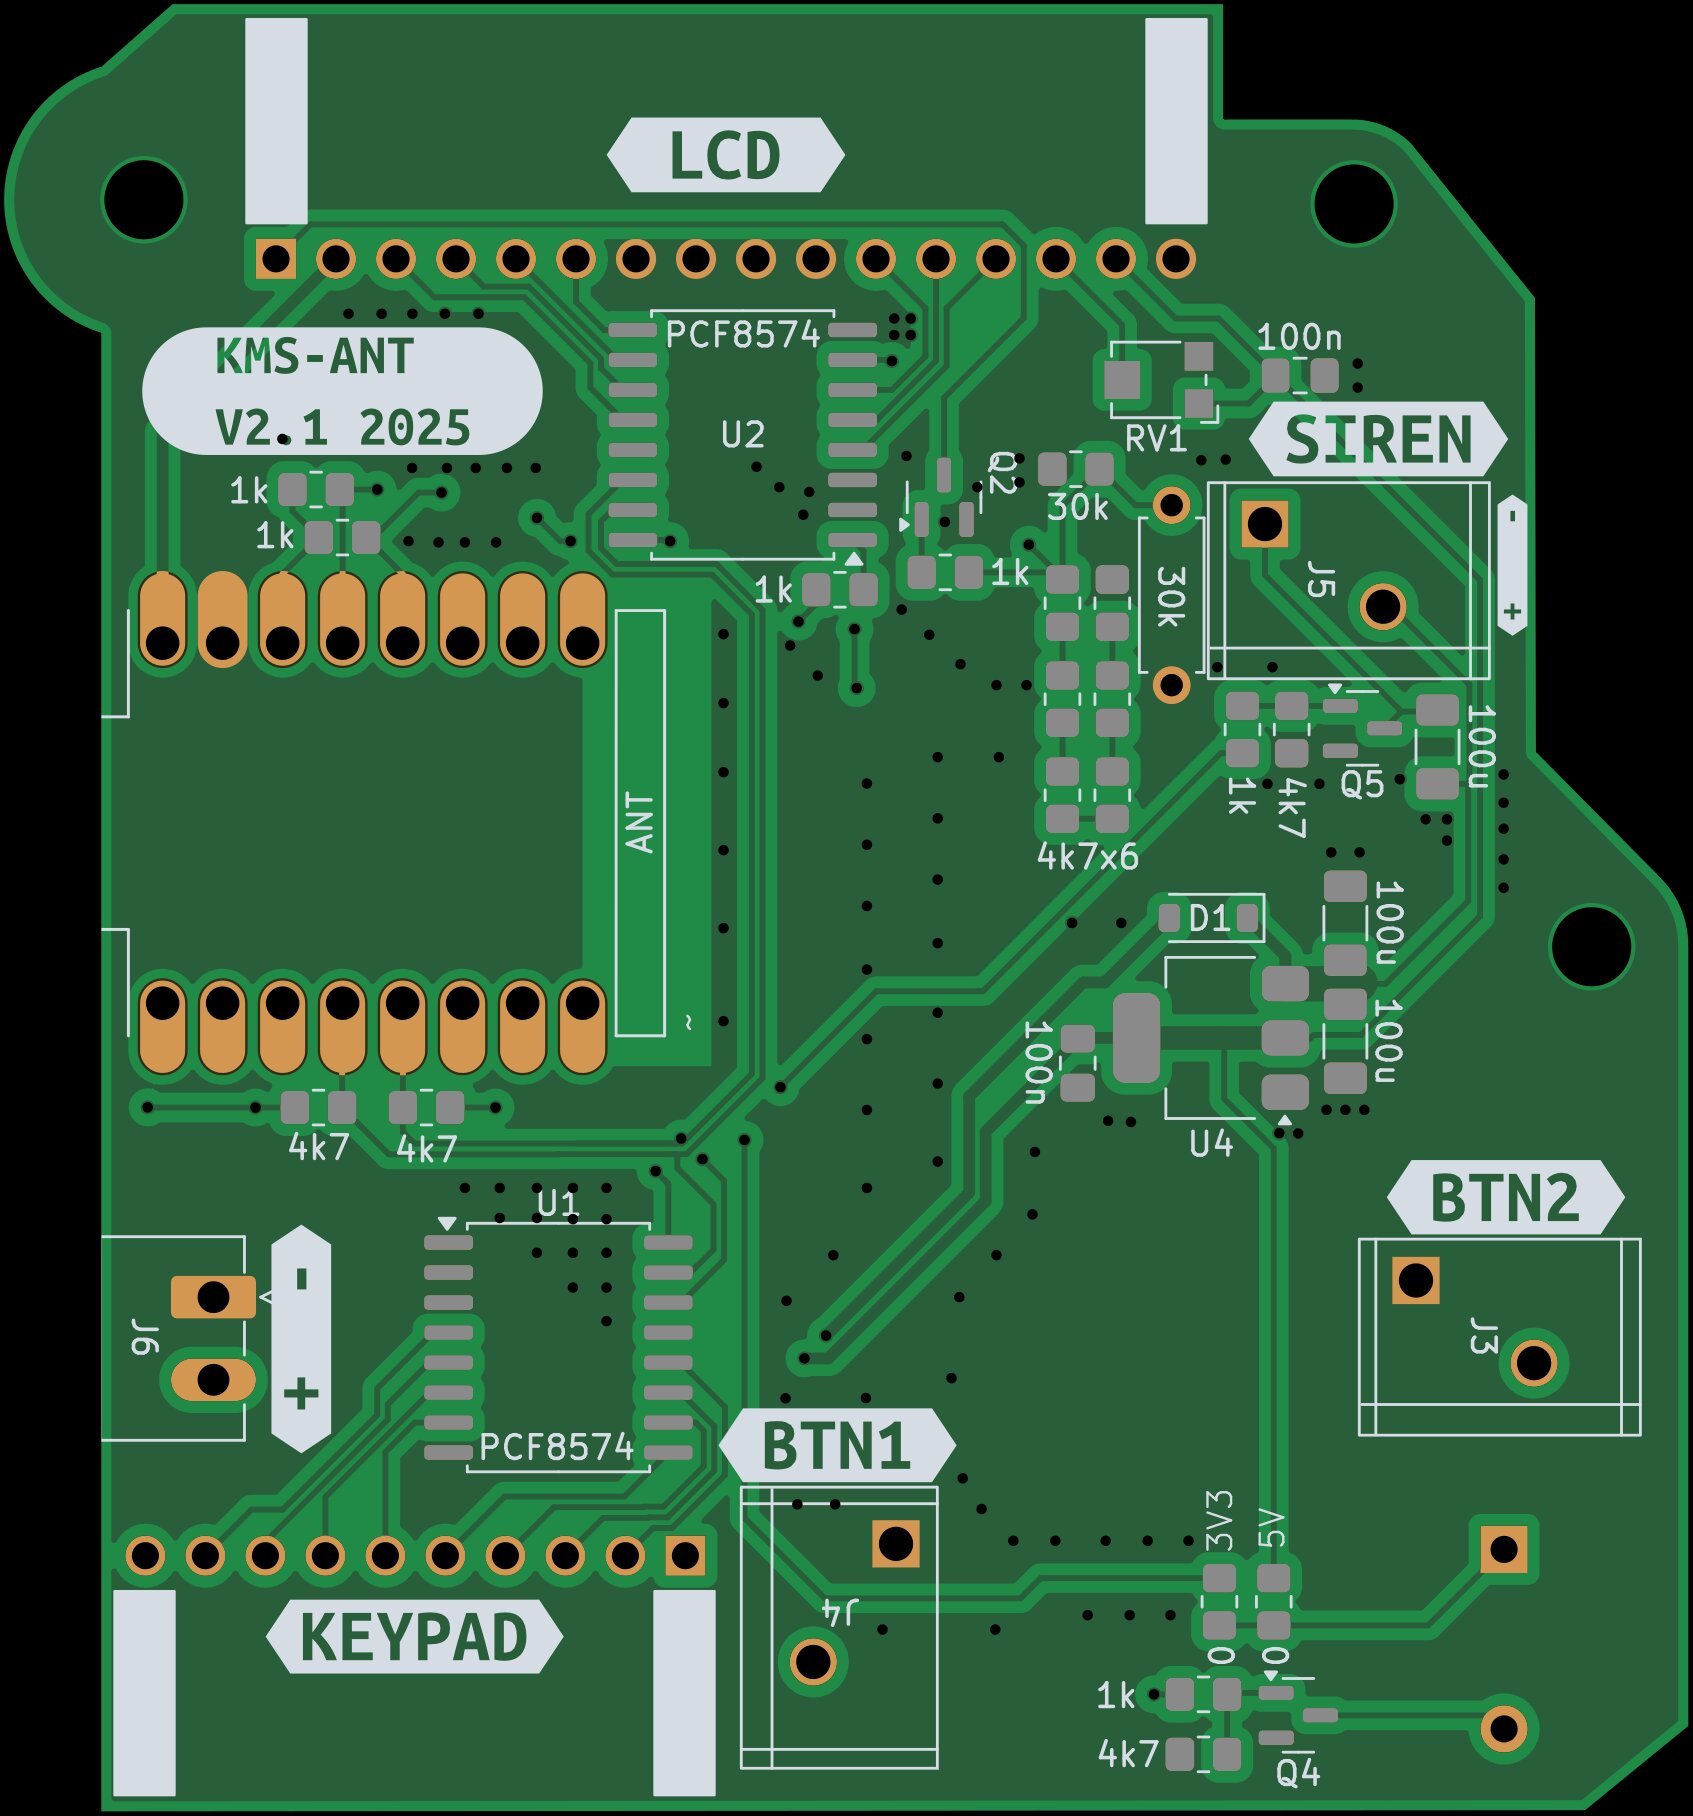 LCD
PCF8574
U2
KMS-ANT
V2.1 2025
100n
RV1
SIREN
Q2
30k
1k
1k
1k
1k
30k
J5
-
+
ANT
~
1k
4k7
Q5
100u
4k7x6
D1
100u
100n
100u
U4
4k7
4k7
U1
PCF8574
-
+
J6
BTN2
J3
BTN1
J4
3V3
5V
0
0
1k
4k7
Q4
KEYPAD